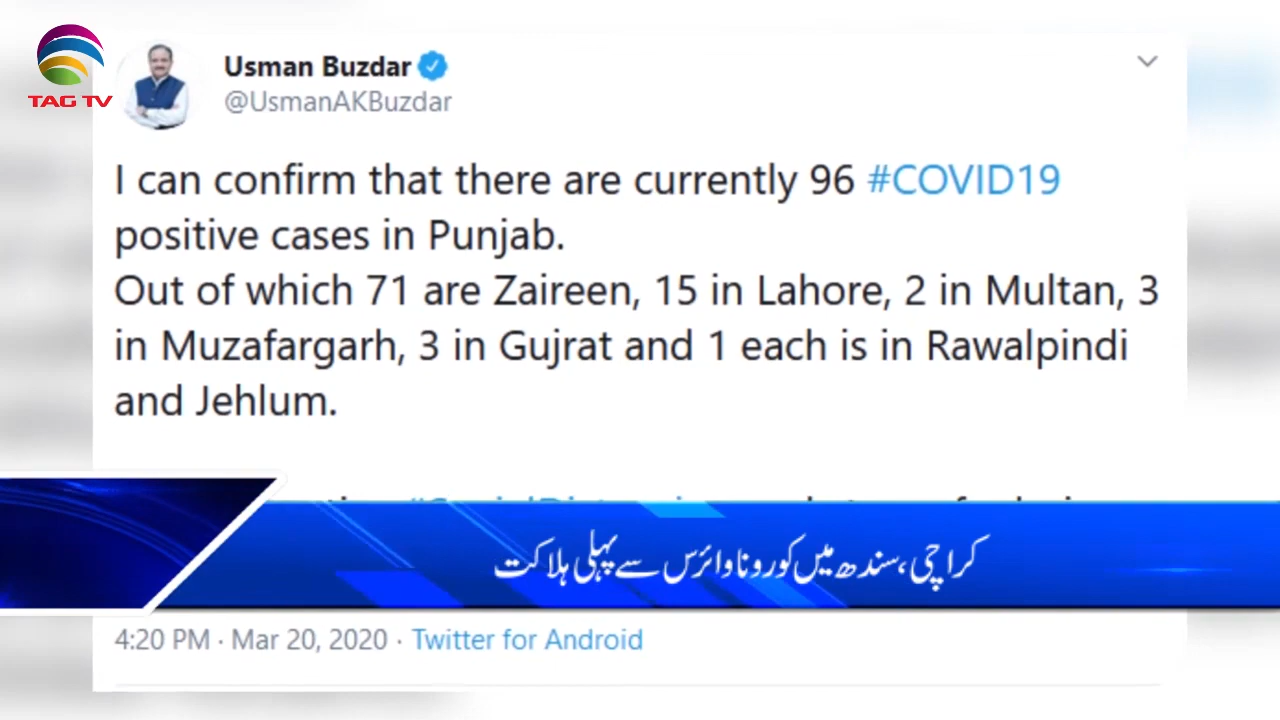 TAG TV
Usman Buzdar
@UsmanAKBuzdar
I can confirm that there are currently 96 #COVID19
positive cases in Punjab.
Out of which 71 are Zaireen, 15 in Lahore, 2 in Multan, 3
in Muzafargarh, 3 in Gujrat and 1 each is in Rawalpindi
and Jehlum.
کراچی، سندھ میں کورونا وائرس سے پہلی ہلاکت
4:20 PM · Mar 20, 2020 · Twitter for Android